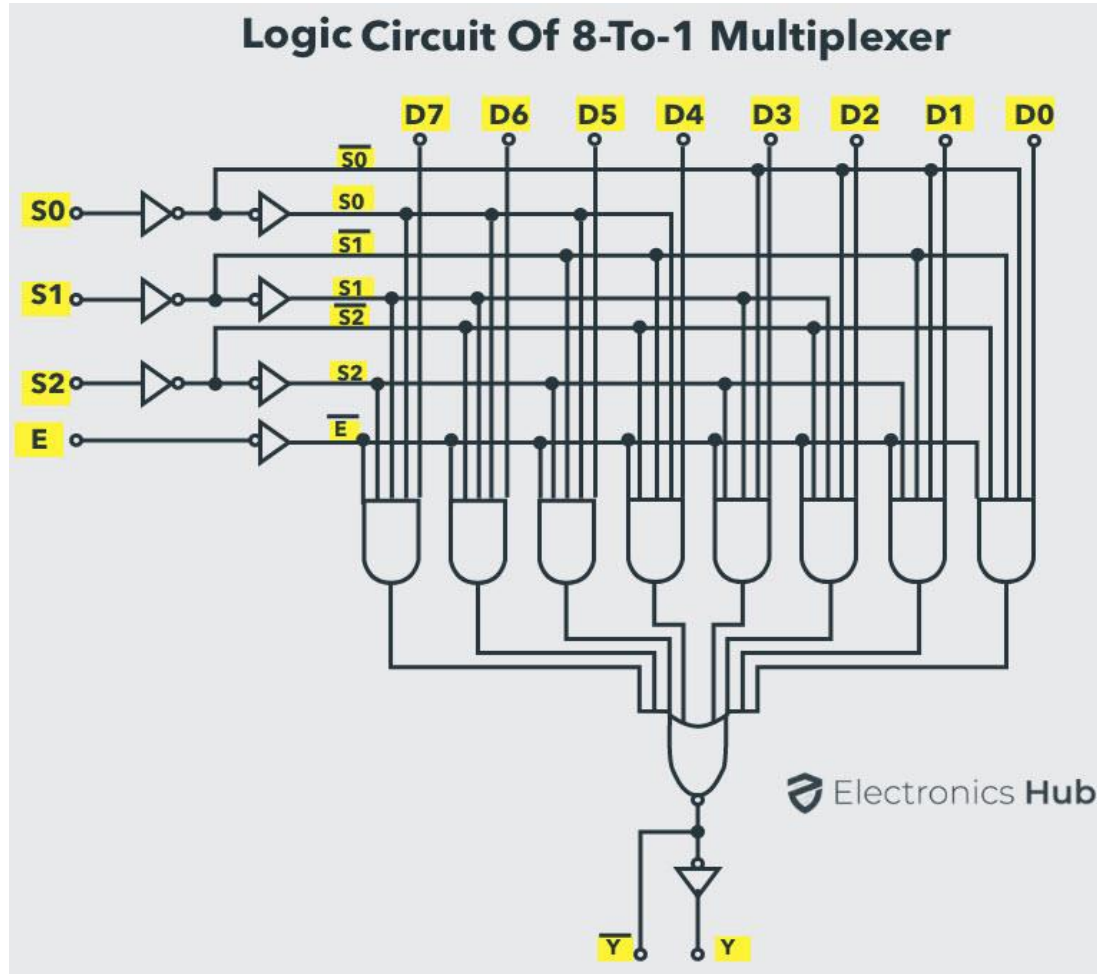 Logic Circuit Of 8-To-1 Multiplexer
D7 D6 D5 D4 D3 D2 D1 D0
S̅0̅
S0 S0
S̅1̅
S1 S1
S̅2̅
S2 S2
E E̅
Electronics Hub
Y̅ Y